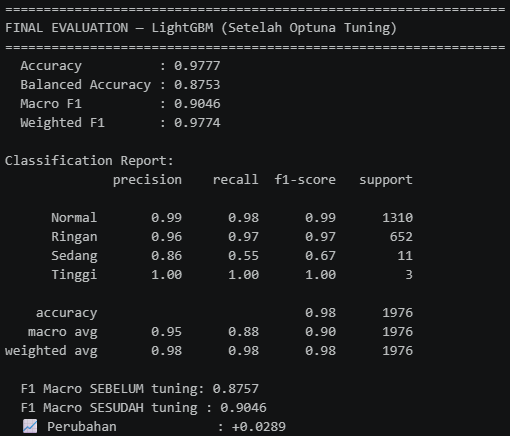 ==================================================================
FINAL EVALUATION — LightGBM (Setelah Optuna Tuning)
==================================================================
Accuracy : 0.9777
Balanced Accuracy : 0.8753
Macro F1 : 0.9046
Weighted F1 : 0.9774
Classification Report:
precision recall f1-score support
Normal 0.99 0.98 0.99 1310
Ringan 0.96 0.97 0.97 652
Sedang 0.86 0.55 0.67 11
Tinggi 1.00 1.00 1.00 3
accuracy 0.98 1976
macro avg 0.95 0.88 0.90 1976
weighted avg 0.98 0.98 0.98 1976
F1 Macro SEBELUM tuning: 0.8757
F1 Macro SESUDAH tuning : 0.9046
📈 Perubahan : +0.0289